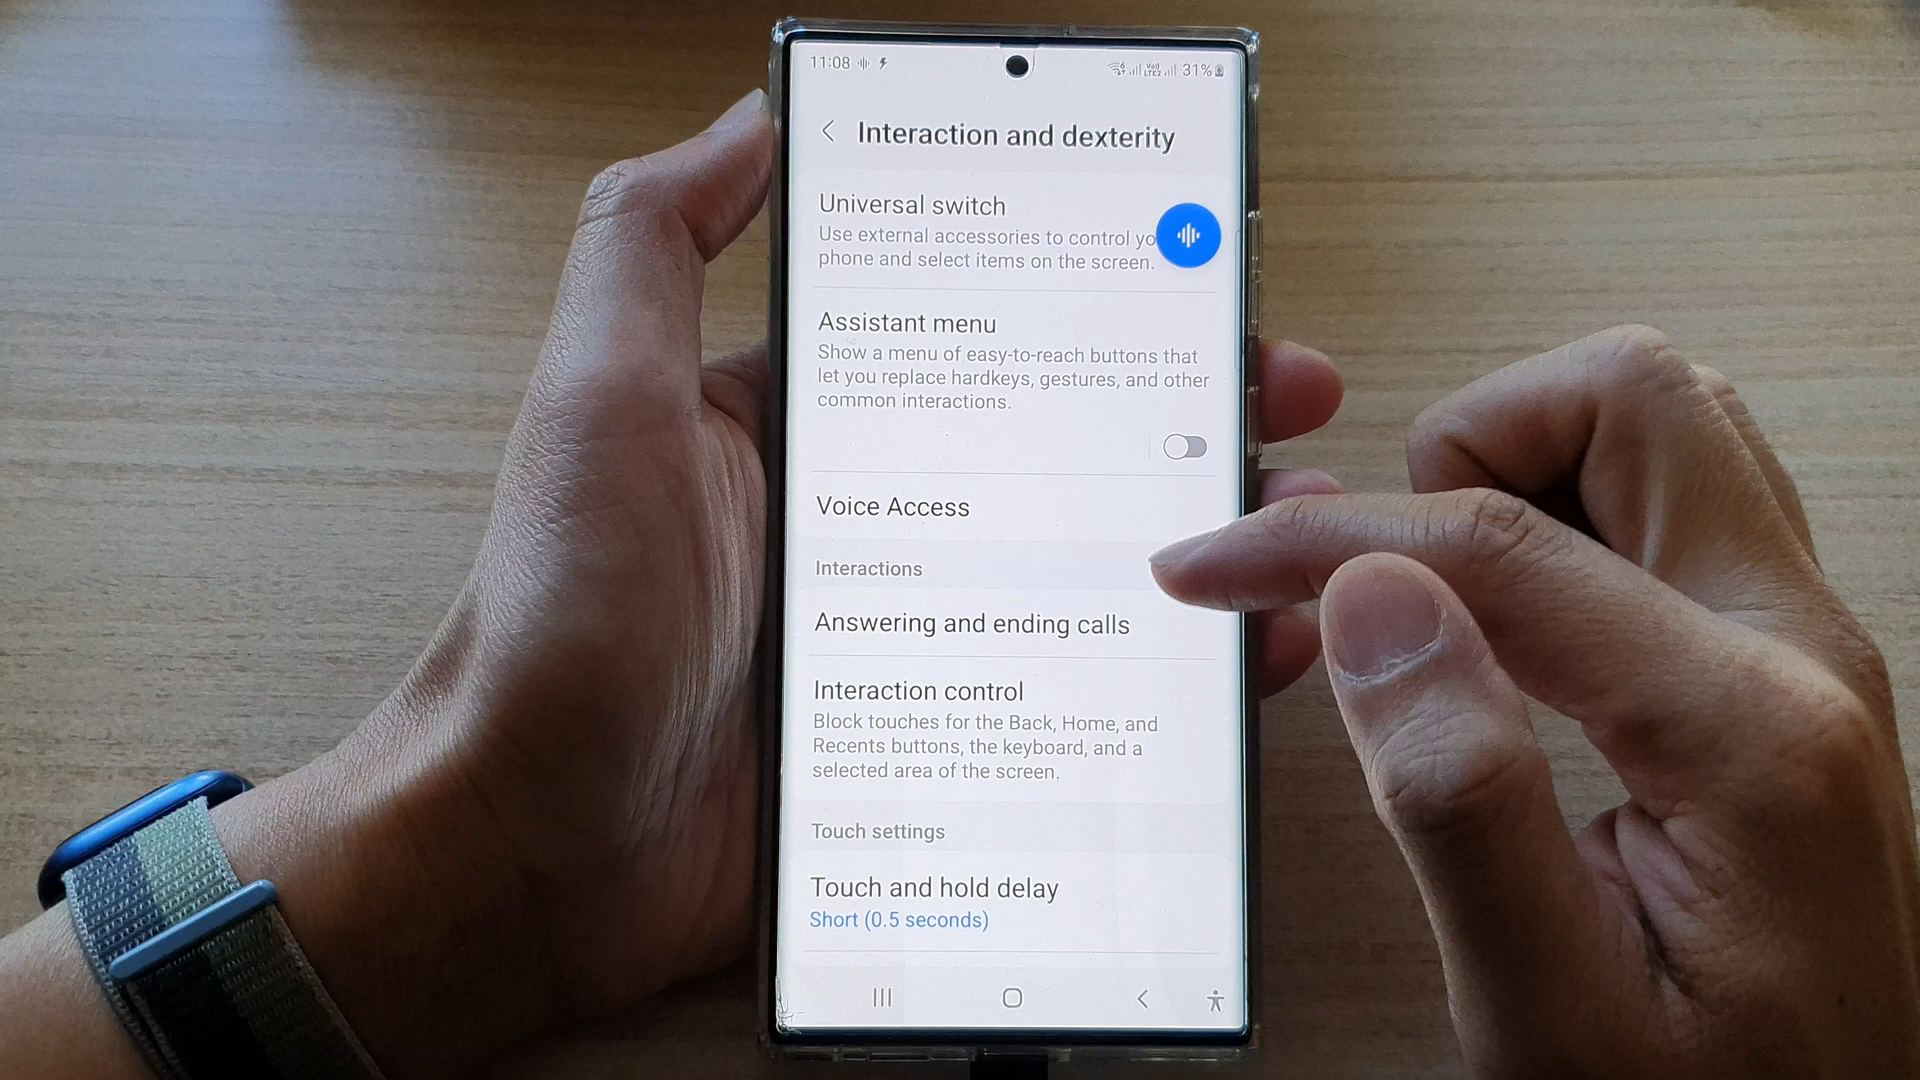 11:08
31%
Interaction and dexterity
Universal switch
Use external accessories to control yo
phone and select items on the screen.
Assistant menu
Show a menu of easy-to-reach buttons that
let you replace hardkeys, gestures, and other
common interactions.
Voice Access
Interactions
Answering and ending calls
Interaction control
Block touches for the Back, Home, and
Recents buttons, the keyboard, and a
selected area of the screen.
Touch settings
Touch and hold delay
Short (0.5 seconds)